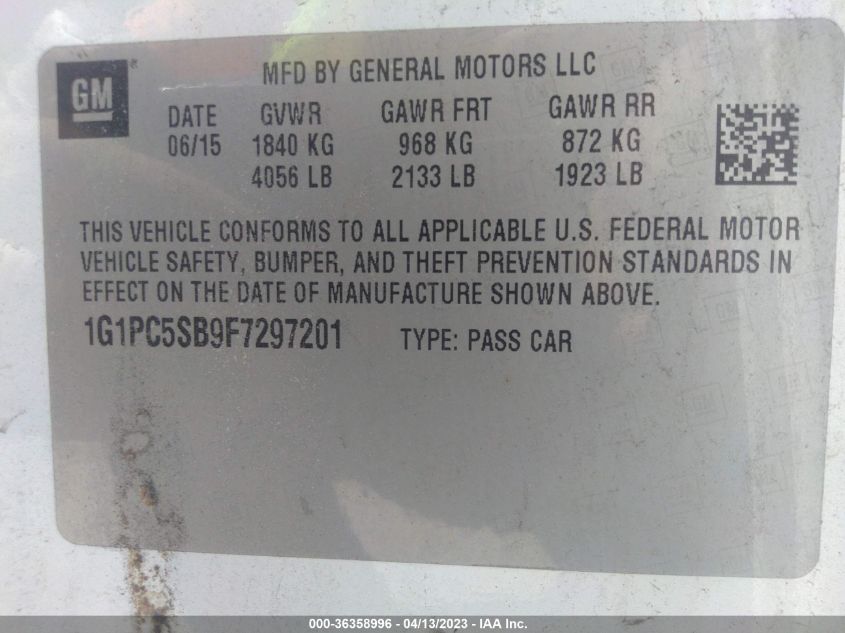 GM
MFD BY GENERAL MOTORS LLC
DATE GVWR GAWR FRT GAWR RR
06/15 1840 KG 968 KG 872 KG
4056 LB 2133 LB 1923 LB
THIS VEHICLE CONFORMS TO ALL APPLICABLE U.S. FEDERAL MOTOR
VEHICLE SAFETY, BUMPER, AND THEFT PREVENTION STANDARDS IN
EFFECT ON THE DATE OF MANUFACTURE SHOWN ABOVE.
1G1PC5SB9F7297201 TYPE: PASS CAR
000-36358996 - 04/13/2023 - IAA Inc.